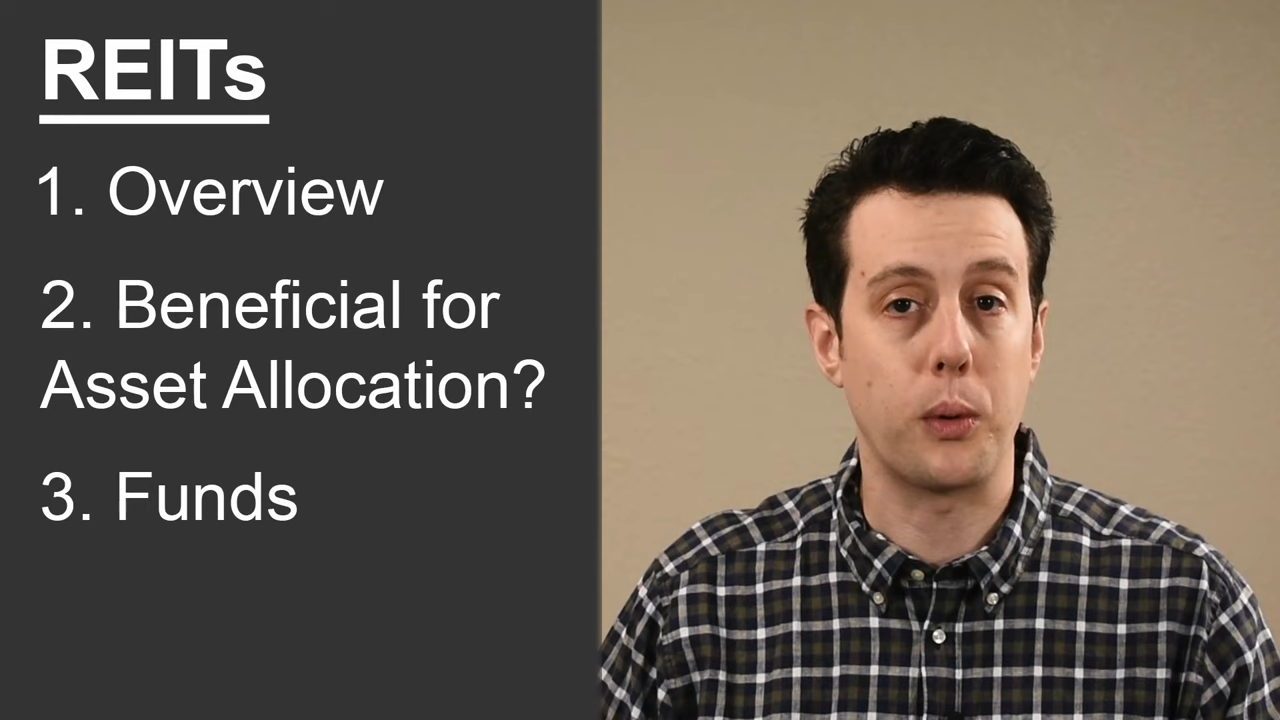 REITs
1. Overview
2. Beneficial for
Asset Allocation?
3. Funds